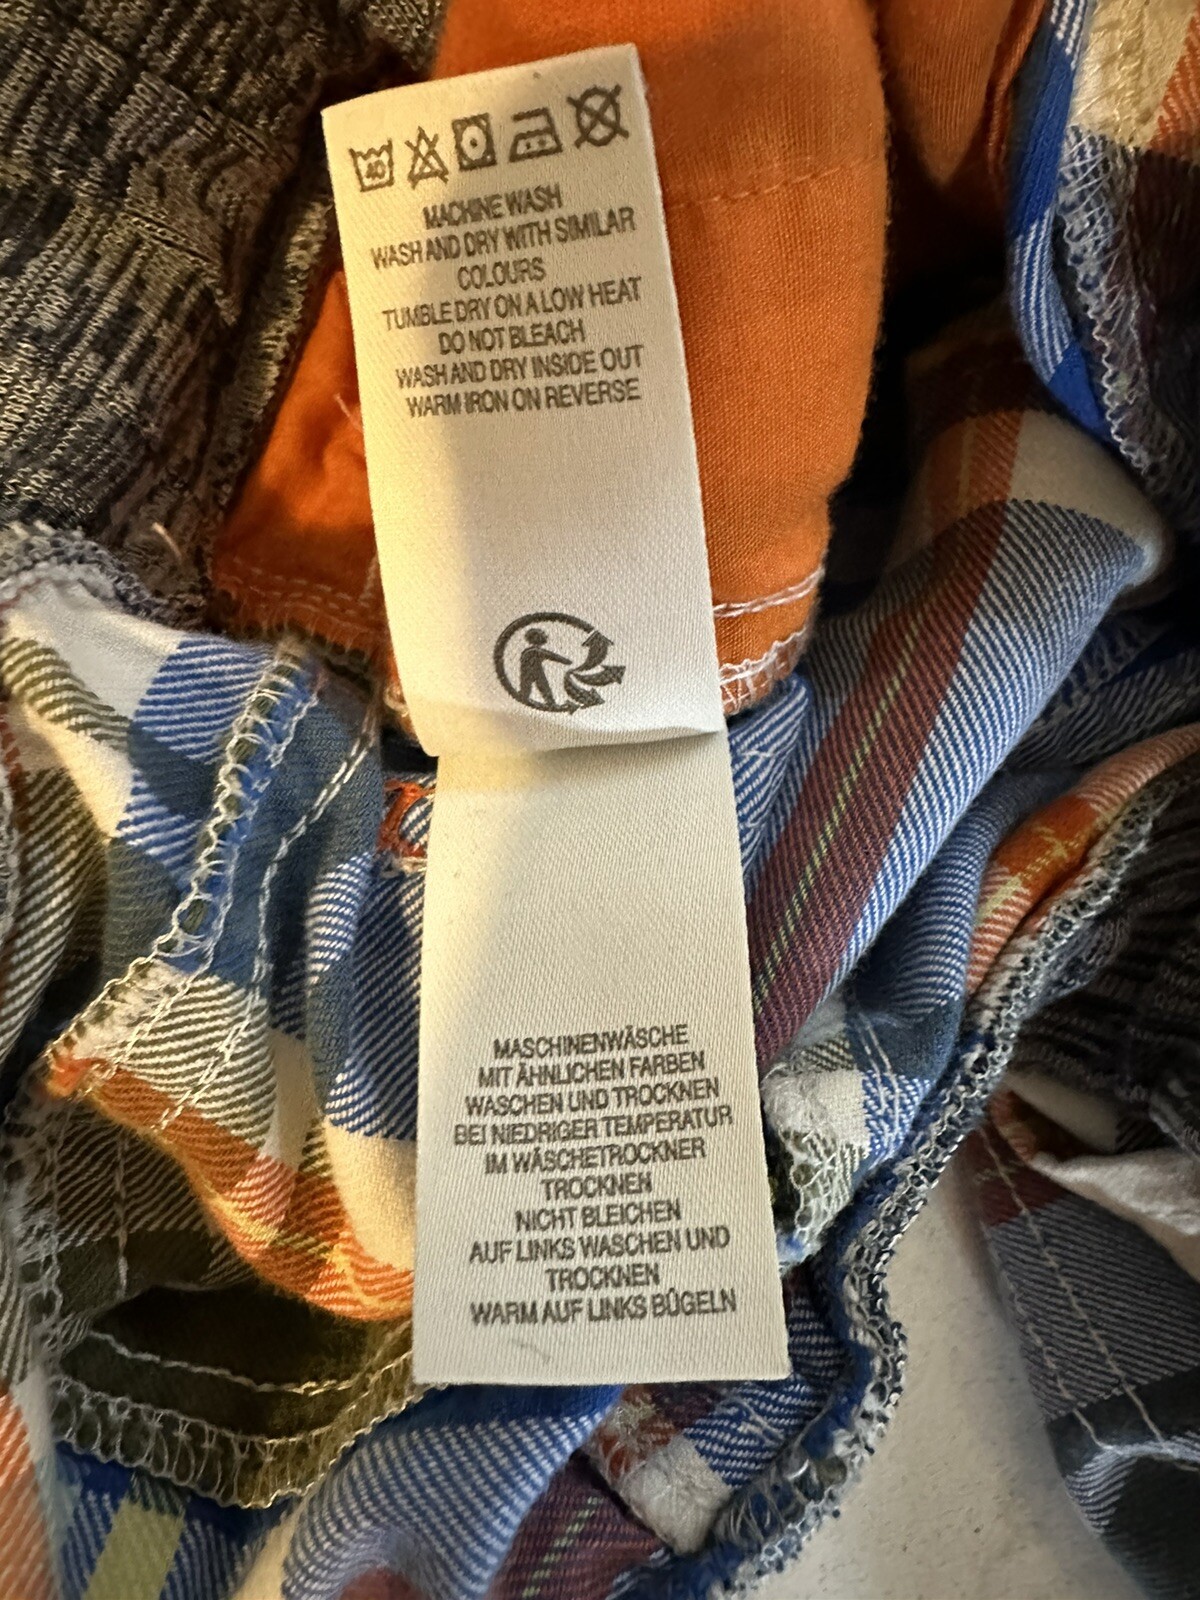 40
MACHINE WASH
WASH AND DRY WITH SIMILAR
COLOURS
TUMBLE DRY ON A LOW HEAT
DO NOT BLEACH
WASH AND DRY INSIDE OUT
WARM IRON ON REVERSE
MASCHINENWÄSCHE
MIT ÄHNLICHEN FARBEN
WASCHEN UND TROCKNEN
BEI NIEDRIGER TEMPERATUR
IM WÄSCHETROCKNER
TROCKNEN
NICHT BLEICHEN
AUF LINKS WASCHEN UND
TROCKNEN
WARM AUF LINKS BÜGELN